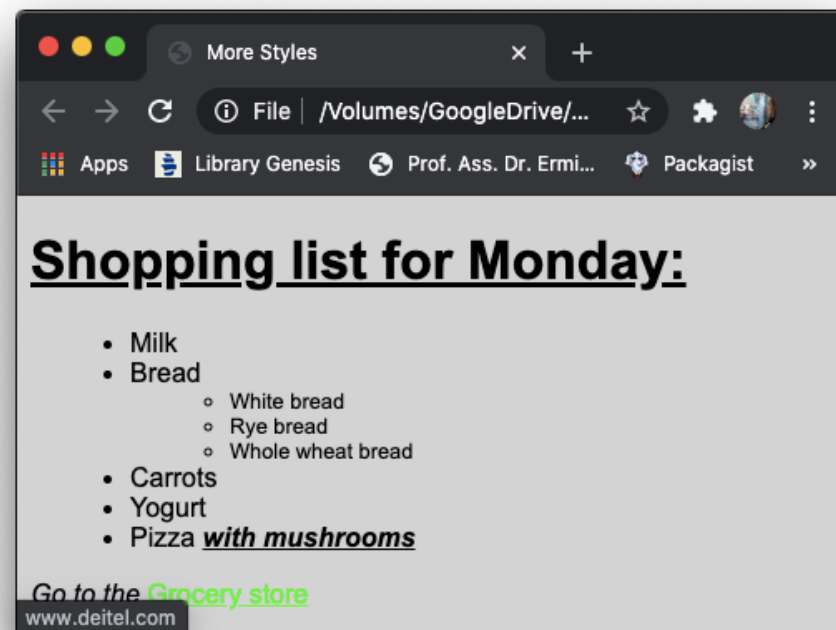 More Styles
File /Volumes/GoogleDrive/...
Apps Library Genesis Prof. Ass. Dr. Ermi... Packagist »
Shopping list for Monday:
• Milk
• Bread
◦ White bread
◦ Rye bread
◦ Whole wheat bread
• Carrots
• Yogurt
• Pizza with mushrooms
Go to the Grocery store
www.deitel.com